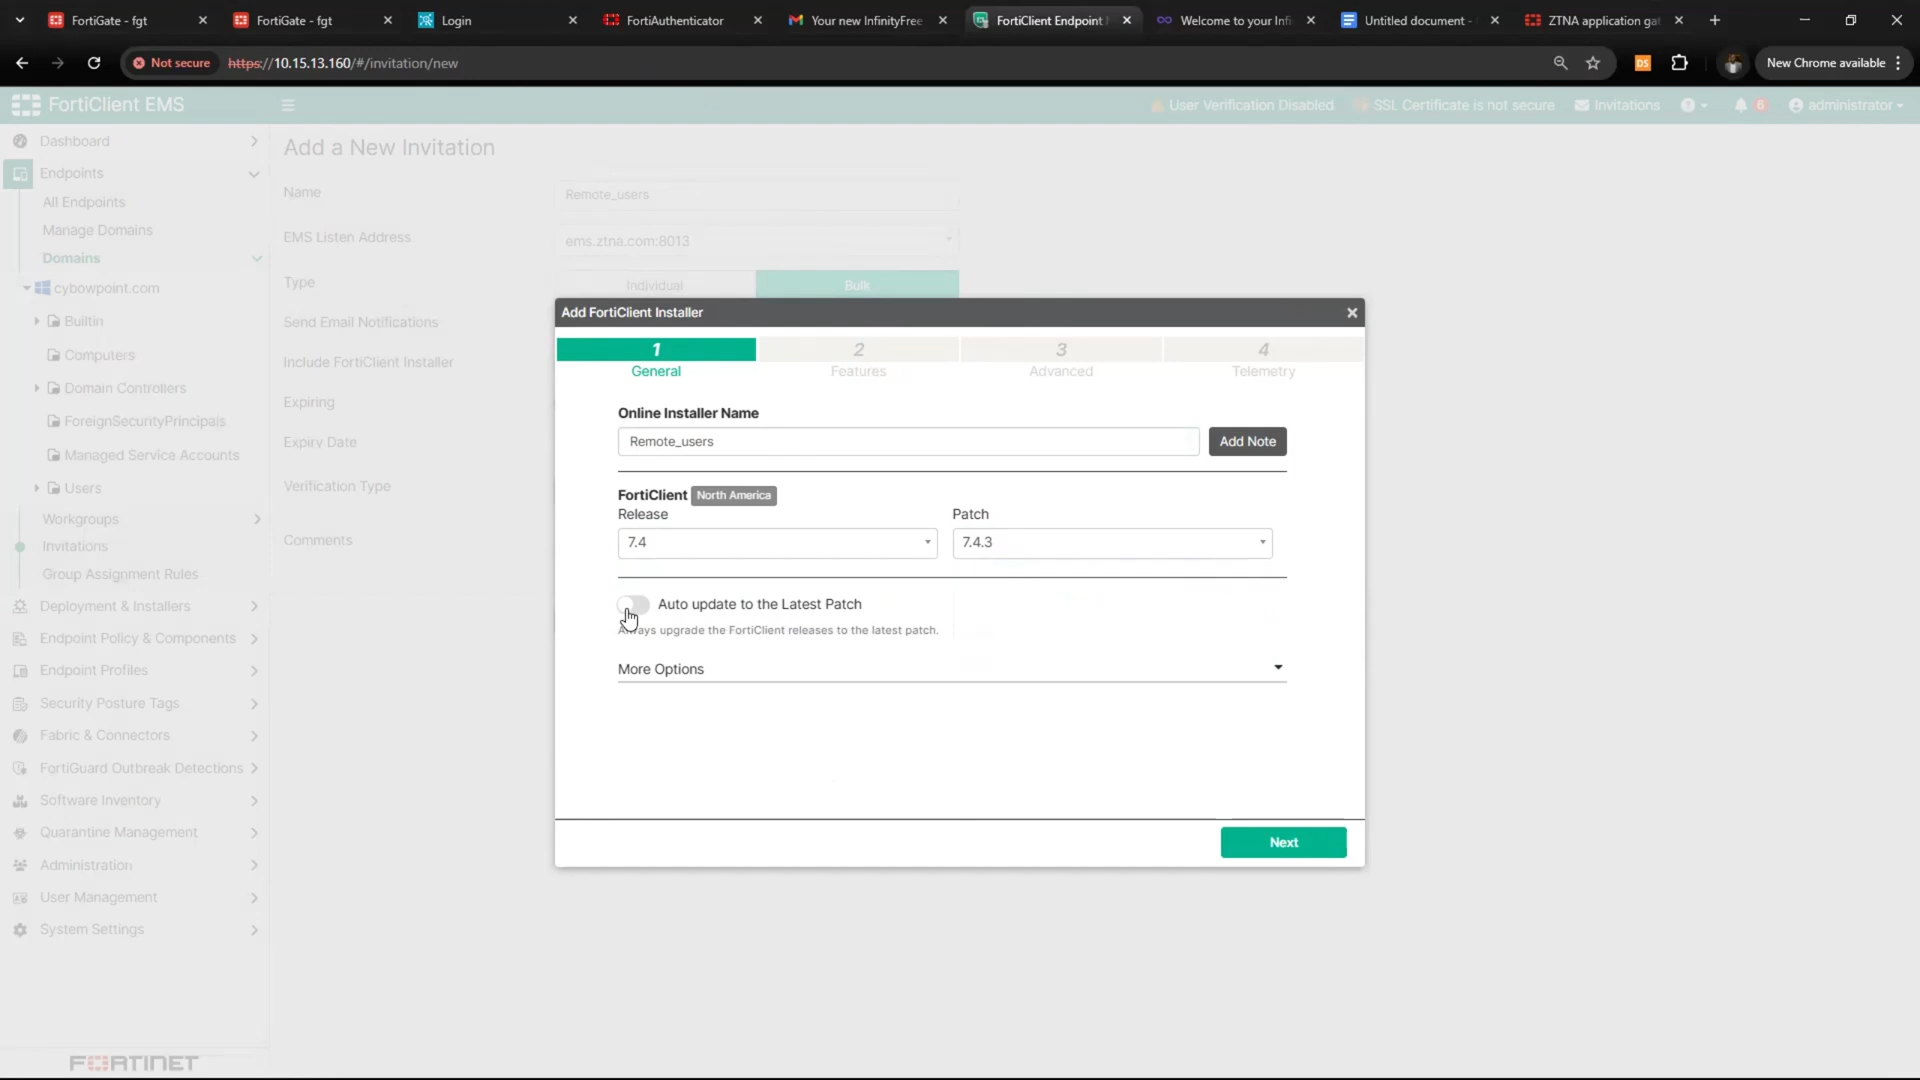 FortiGate - fgt
FortiGate - fgt
Login
FortiAuthenticator
Your new InfinityFree
FortiClient Endpoint
Welcome to your Infi
Untitled document -
ZTNA application gat
Not secure
https://10.15.13.160/#/invitation/new
DS
New Chrome available
FortiClient EMS
User Verification Disabled
SSL Certificate is not secure
Invitations
6
administrator
Dashboard
Endpoints
All Endpoints
Manage Domains
Domains
cybowpoint.com
Builtin
Computers
Domain Controllers
ForeignSecurityPrincipals
Managed Service Accounts
Users
Workgroups
Invitations
Group Assignment Rules
Deployment & Installers
Endpoint Policy & Components
Endpoint Profiles
Security Posture Tags
Fabric & Connectors
FortiGuard Outbreak Detections
Software Inventory
Quarantine Management
Administration
User Management
System Settings
FORTINET
Add a New Invitation
Name
Remote_users
EMS Listen Address
ems.ztna.com:8013
Type
Individual
Bulk
Send Email Notifications
Include FortiClient Installer
Expiring
Expiry Date
Verification Type
Comments
Add FortiClient Installer
1
General
2
Features
3
Advanced
4
Telemetry
Online Installer Name
Remote_users
Add Note
FortiClient North America
Release
7.4
Patch
7.4.3
Auto update to the Latest Patch
Always upgrade the FortiClient releases to the latest patch.
More Options
Next